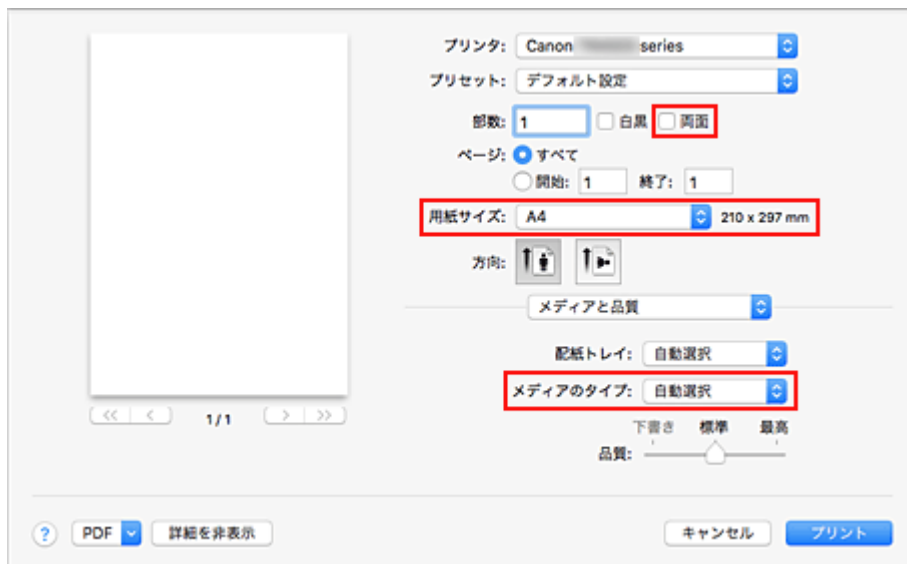 プリンタ: Canon series
プリセット: デフォルト設定
部数: 1 白黒 両面
ページ: すべて
開始: 1 終了: 1
用紙サイズ: A4 210 x 297 mm
方向:
メディアと品質
配紙トレイ: 自動選択
メディアのタイプ: 自動選択
1/1
下書き 標準 最高
品質:
? PDF 詳細を非表示 キャンセル プリント